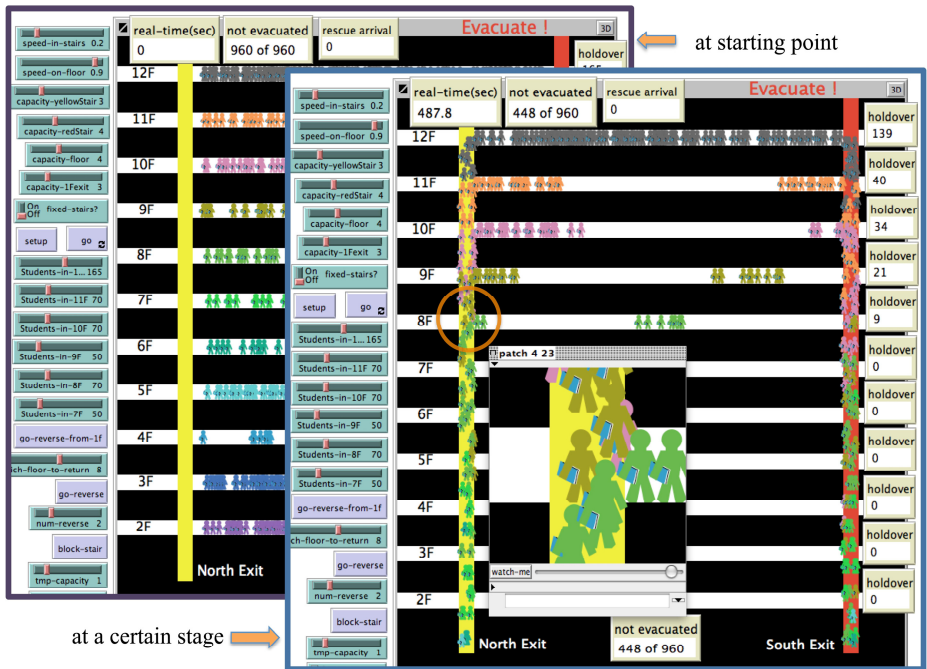 real-time(sec)
0
not evacuated
960 of 960
rescue arrival
0
Evacuate !
3D
at starting point
holdover
speed-in-stairs 0.2
speed-on-floor 0.9
capacity-yellowStair 3
capacity-redStair 4
capacity-floor 4
capacity-1Fexit 3
On
Off
fixed-stairs?
setup
go
Students-in-1... 165
Students-in-11F 70
Students-in-10F 70
Students-in-9F 50
Students-in-8F 70
Students-in-7F 50
go-reverse-from-1f
ich-floor-to-return 8
go-reverse
num-reverse 2
block-stair
tmp-capacity 1
12F
11F
10F
9F
8F
7F
6F
5F
4F
3F
2F
North Exit
at a certain stage
real-time(sec)
487.8
not evacuated
448 of 960
rescue arrival
0
Evacuate !
3D
speed-in-stairs 0.2
speed-on-floor 0.9
capacity-yellowStair 3
capacity-redStair 4
capacity-floor 4
capacity-1Fexit 3
On
Off
fixed-stairs?
setup
go
Students-in-1... 165
Students-in-11F 70
Students-in-10F 70
Students-in-9F 50
Students-in-8F 70
Students-in-7F 50
go-reverse-from-1f
ch-floor-to-return 8
go-reverse
num-reverse 2
block-stair
tmp-capacity 1
12F
11F
10F
9F
8F
7F
6F
5F
4F
3F
2F
patch 4 23
watch-me
holdover
139
holdover
40
holdover
34
holdover
21
holdover
9
holdover
0
holdover
0
holdover
0
holdover
0
holdover
0
holdover
0
North Exit
not evacuated
448 of 960
South Exit